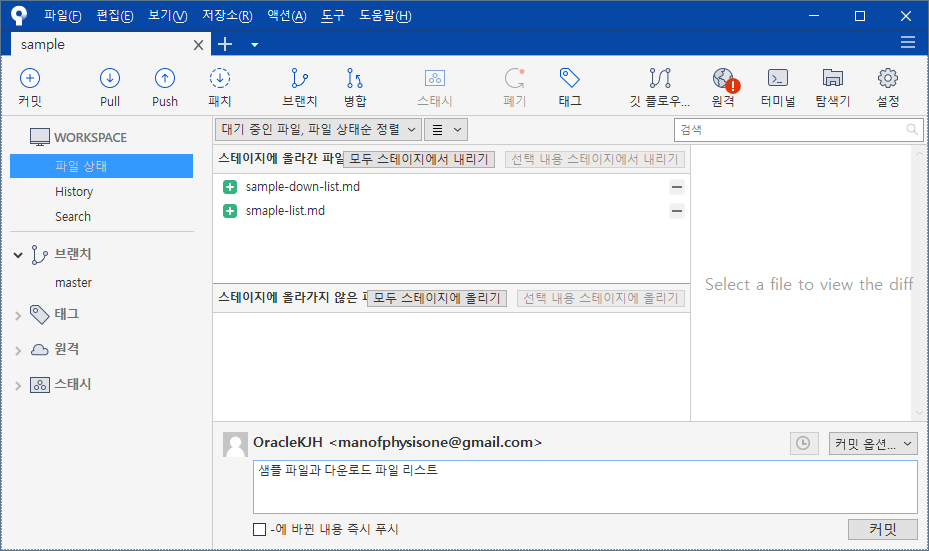 파일(F) 편집(E) 보기(V) 저장소(R) 액션(A) 도구 도움말(H)
sample
커밋 Pull Push 패치 브랜치 병합 스태시 폐기 태그 깃 플로우... 원격 터미널 탐색기 설정
WORKSPACE
파일 상태
History
Search
브랜치
master
태그
원격
스태시
대기 중인 파일, 파일 상태순 정렬
검색
스테이지에 올라간 파일 모두 스테이지에서 내리기 선택 내용 스테이지에서 내리기
sample-down-list.md
smaple-list.md
스테이지에 올라가지 않은 모두 스테이지에 올리기 선택 내용 스테이지에 올리기
Select a file to view the diff
OracleKJH <manofphysisone@gmail.com>
커밋 옵션...
샘플 파일과 다운로드 파일 리스트
-에 바뀐 내용 즉시 푸시
커밋